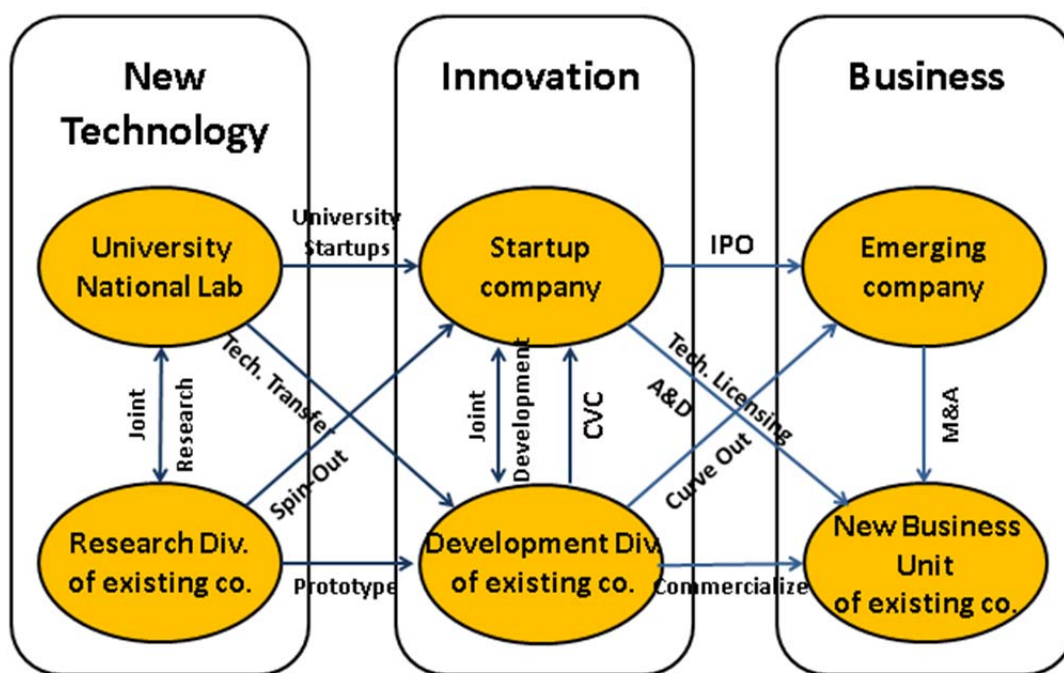 New
Technology
Innovation
Business
University
National Lab
University
Startups
Startup
company
IPO
Emerging
company
Joint
Research
Tech. Transfer
Spin-Out
Joint
Development
CVC
Tech. Licensing
A&D
Curve Out
M&A
Research Div.
of existing co.
Prototype
Development Div.
of existing co.
Commercialize
New Business
Unit
of existing co.